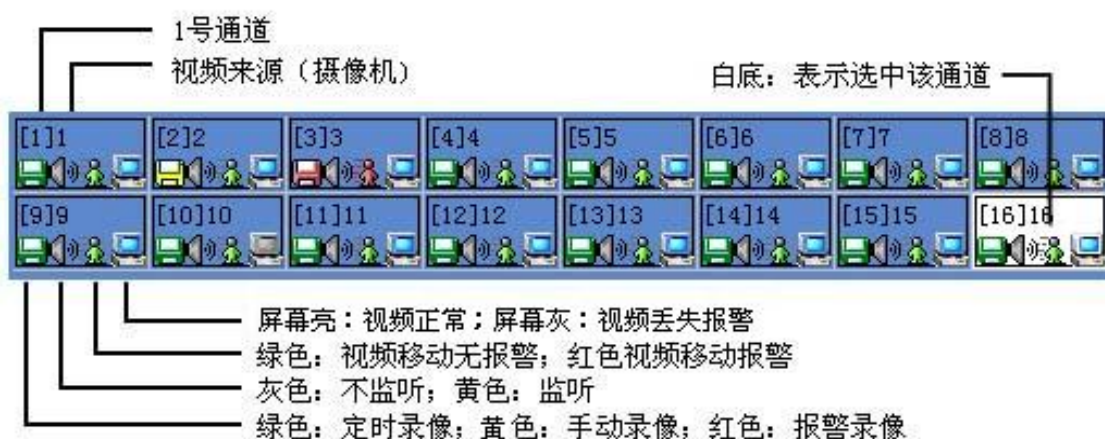 1号通道
视频来源（摄像机）
白底：表示选中该通道
[1]1 [2]2 [3]3 [4]4 [5]5 [6]6 [7]7 [8]8
[9]9 [10]10 [11]11 [12]12 [13]13 [14]14 [15]15 [16]16
屏幕亮：视频正常；屏幕灰：视频丢失报警
绿色：视频移动无报警；红色视频移动报警
灰色：不监听；黄色：监听
绿色：定时录像；黄色：手动录像；红色：报警录像